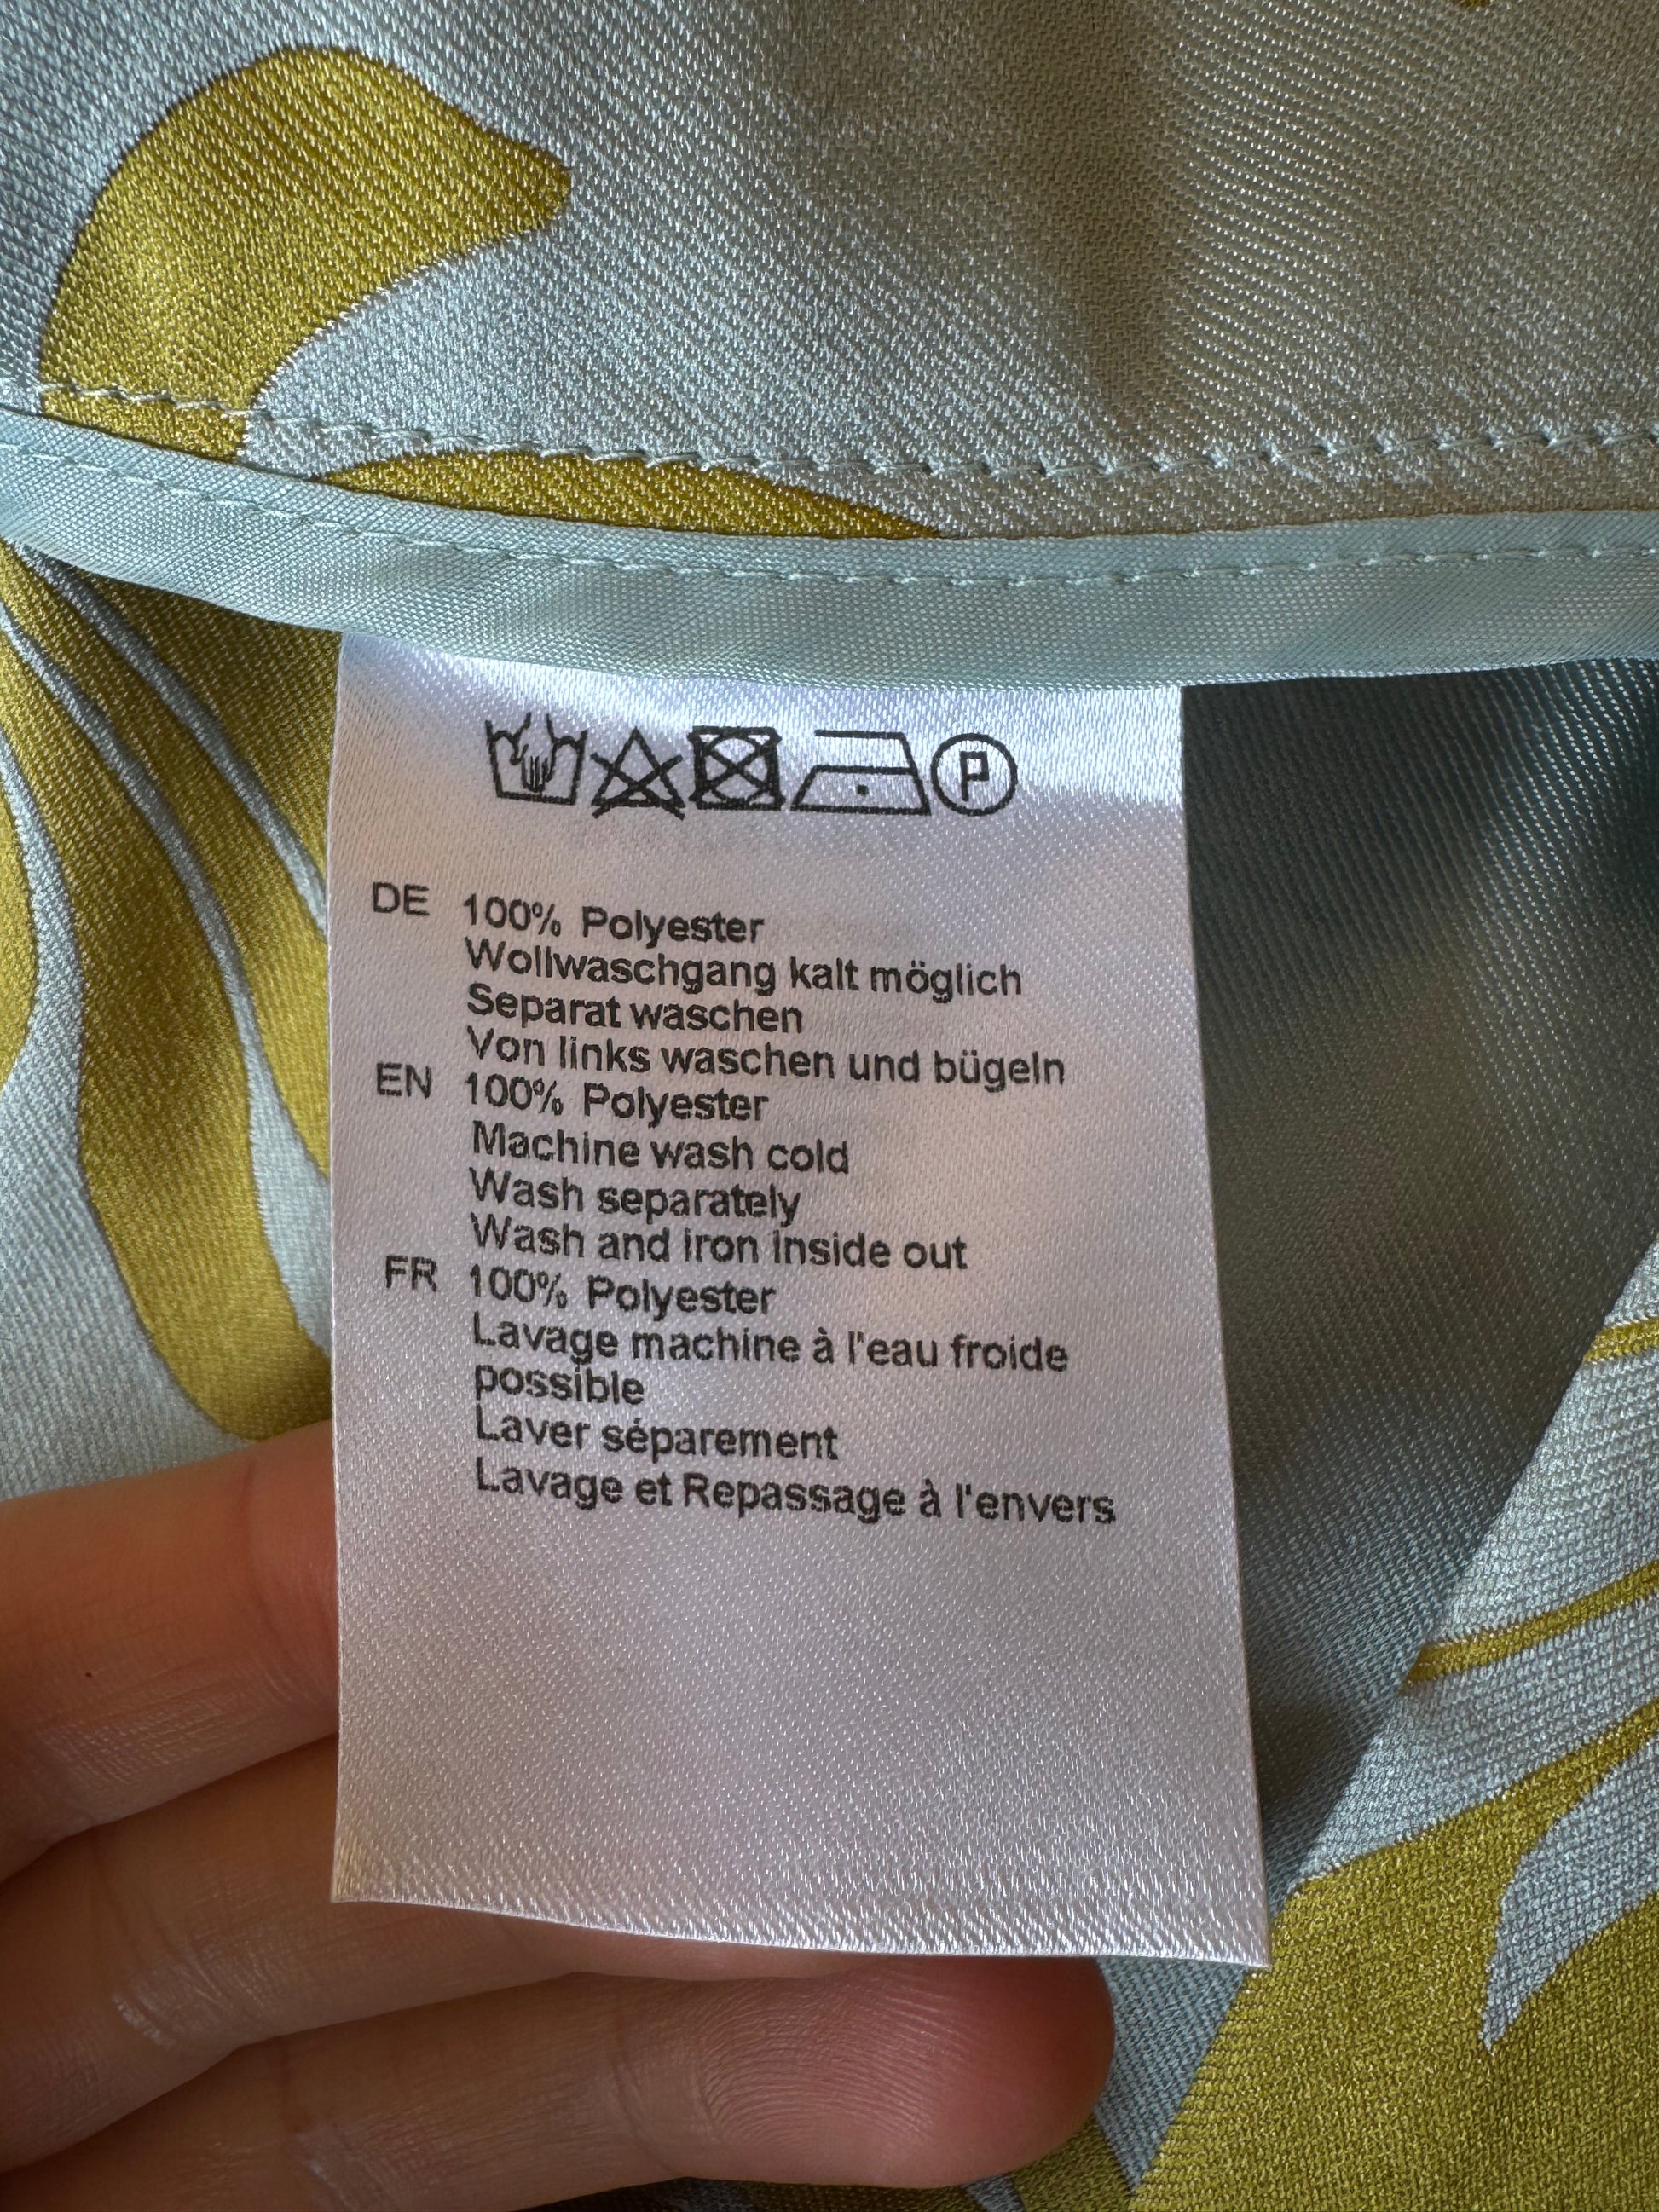 P
DE 100% Polyester
Wollwaschgang kalt möglich
Separat waschen
Von links waschen und bügeln
EN 100% Polyester
Machine wash cold
Wash separately
Wash and iron inside out
FR 100% Polyester
Lavage machine à l'eau froide
possible
Laver séparement
Lavage et Repassage à l'envers